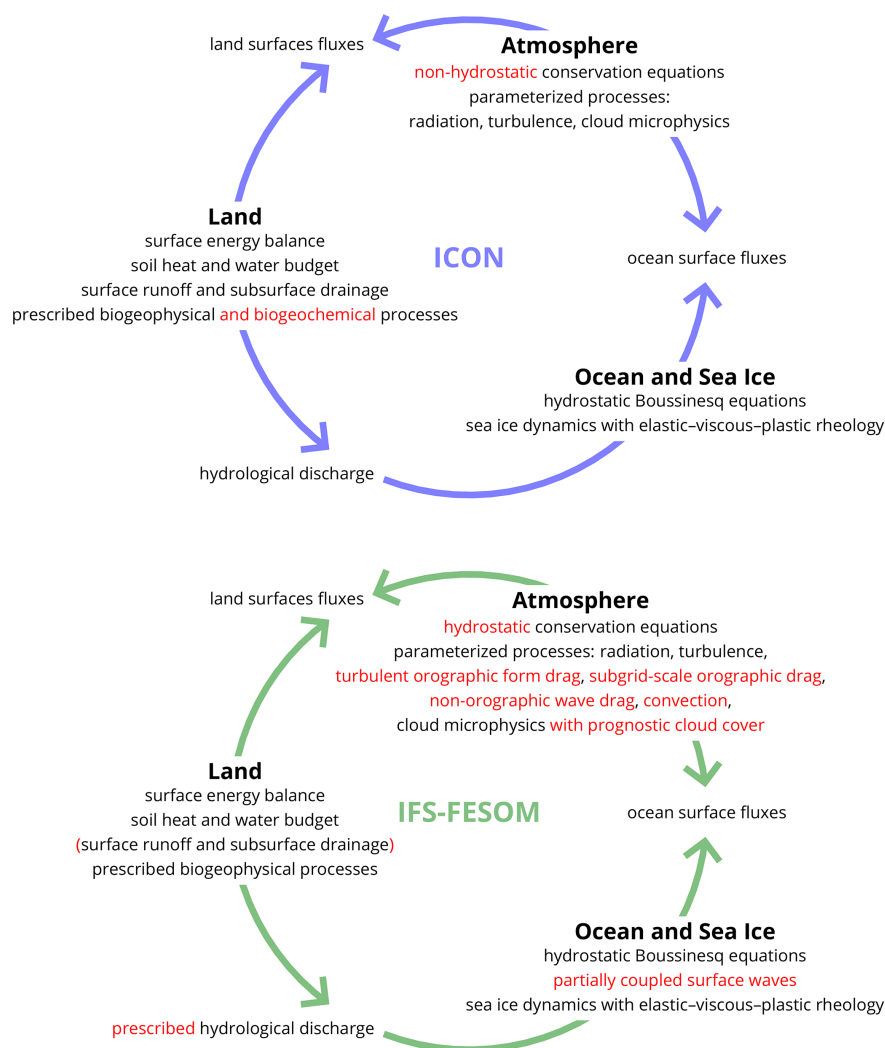 land surfaces fluxes
Atmosphere
non-hydrostatic conservation equations
parameterized processes:
radiation, turbulence, cloud microphysics
Land
surface energy balance
soil heat and water budget
surface runoff and subsurface drainage
prescribed biogeophysical and biogeochemical processes
ICON
ocean surface fluxes
Ocean and Sea Ice
hydrostatic Boussinesq equations
sea ice dynamics with elastic–viscous–plastic rheology
hydrological discharge
land surfaces fluxes
Atmosphere
hydrostatic conservation equations
parameterized processes: radiation, turbulence,
turbulent orographic form drag, subgrid-scale orographic drag,
non-orographic wave drag, convection,
cloud microphysics with prognostic cloud cover
Land
surface energy balance
soil heat and water budget
(surface runoff and subsurface drainage)
prescribed biogeophysical processes
IFS-FESOM
ocean surface fluxes
Ocean and Sea Ice
hydrostatic Boussinesq equations
partially coupled surface waves
sea ice dynamics with elastic–viscous–plastic rheology
prescribed hydrological discharge